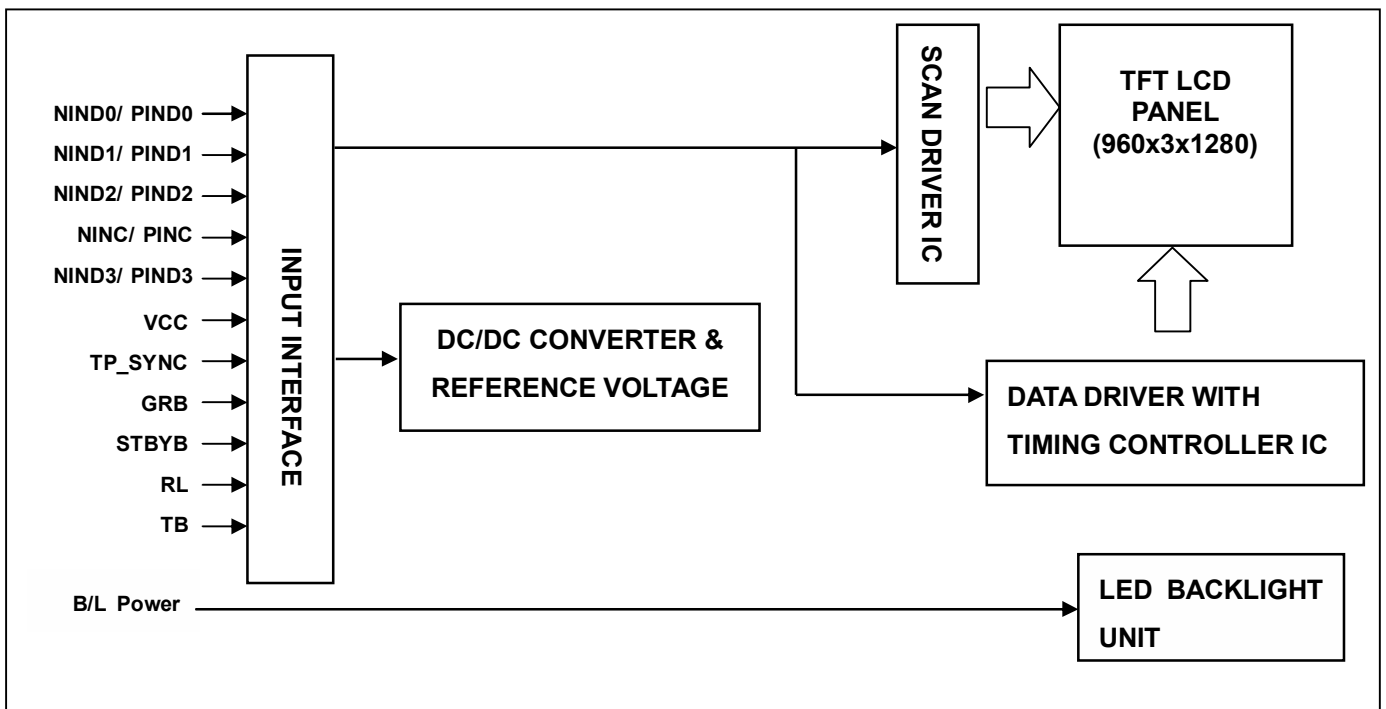 NIND0/ PIND0
NIND1/ PIND1
NIND2/ PIND2
NINC/ PINC
NIND3/ PIND3
VCC
TP_SYNC
GRB
STBYB
RL
TB
B/L Power
INPUT INTERFACE
DC/DC CONVERTER &
REFERENCE VOLTAGE
SCAN DRIVER IC
TFT LCD
PANEL
(960x3x1280)
DATA DRIVER WITH
TIMING CONTROLLER IC
LED BACKLIGHT
UNIT